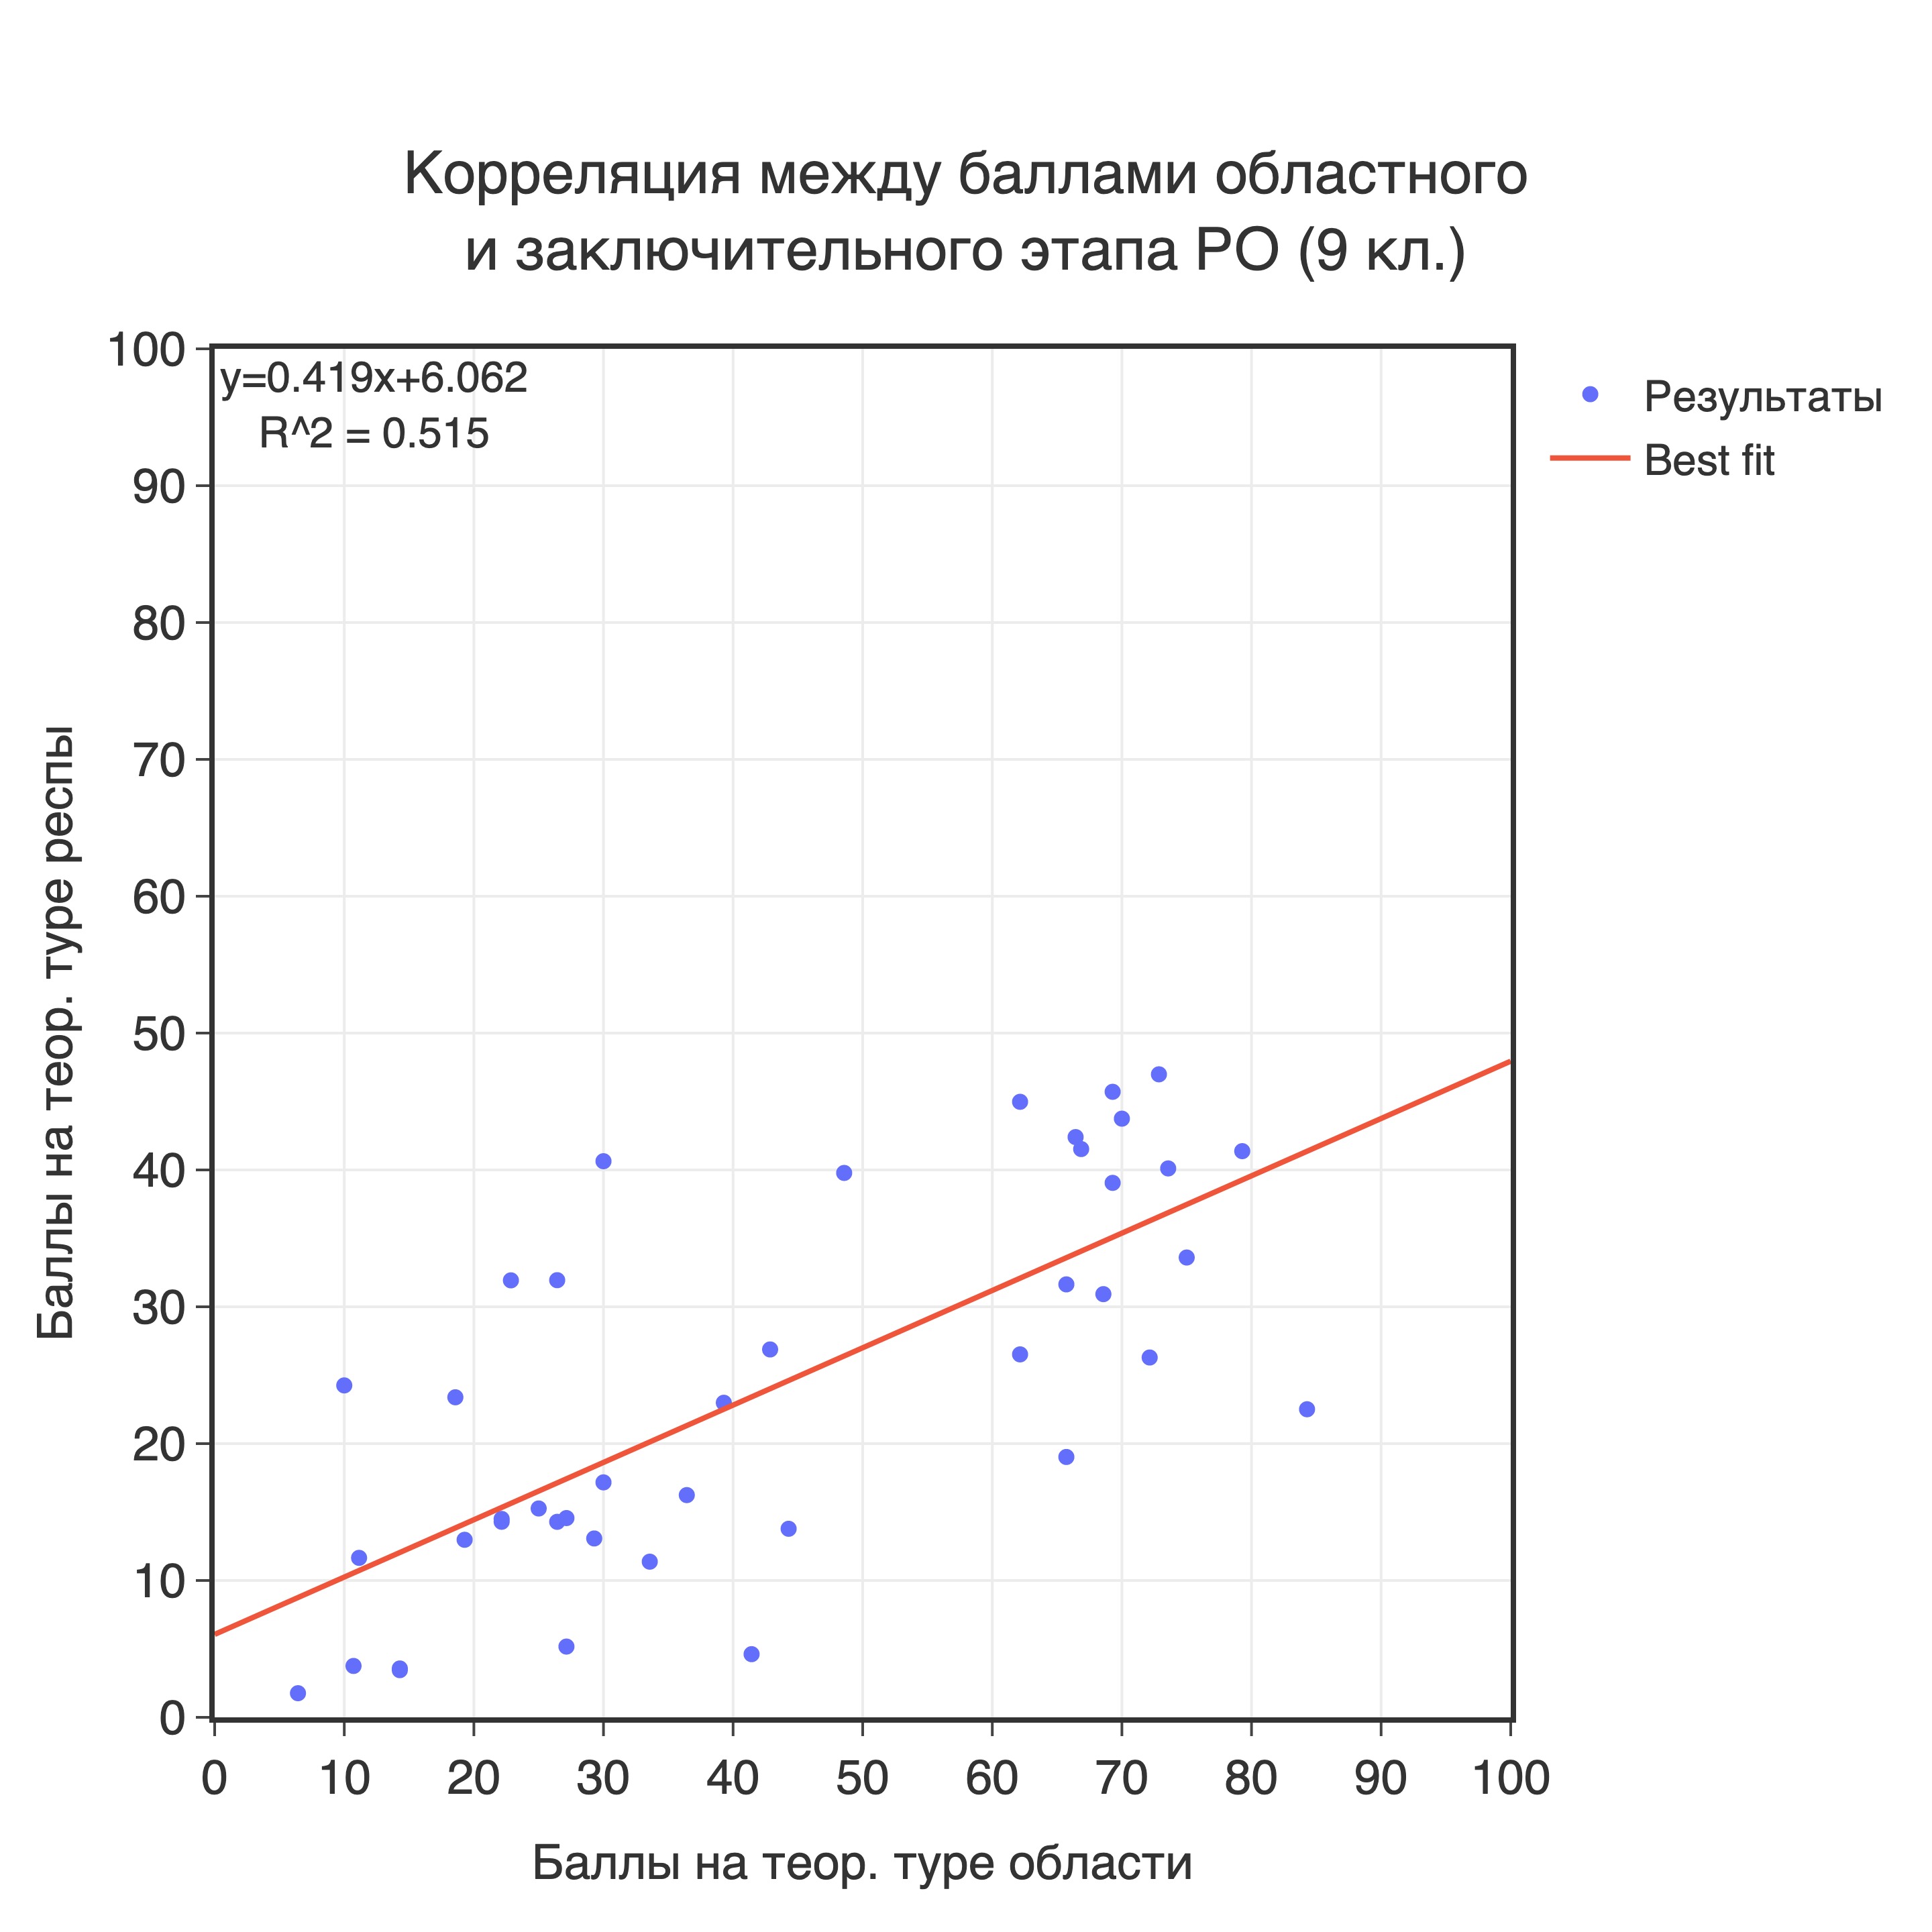 Корреляция между баллами областного
и заключительного этапа РО (9 кл.)
y=0.419x+6.062
R^2 = 0.515
Результаты
Best fit
Баллы на теор. туре респы
100
90
80
70
60
50
40
30
20
10
0
0 10 20 30 40 50 60 70 80 90 100
Баллы на теор. туре области